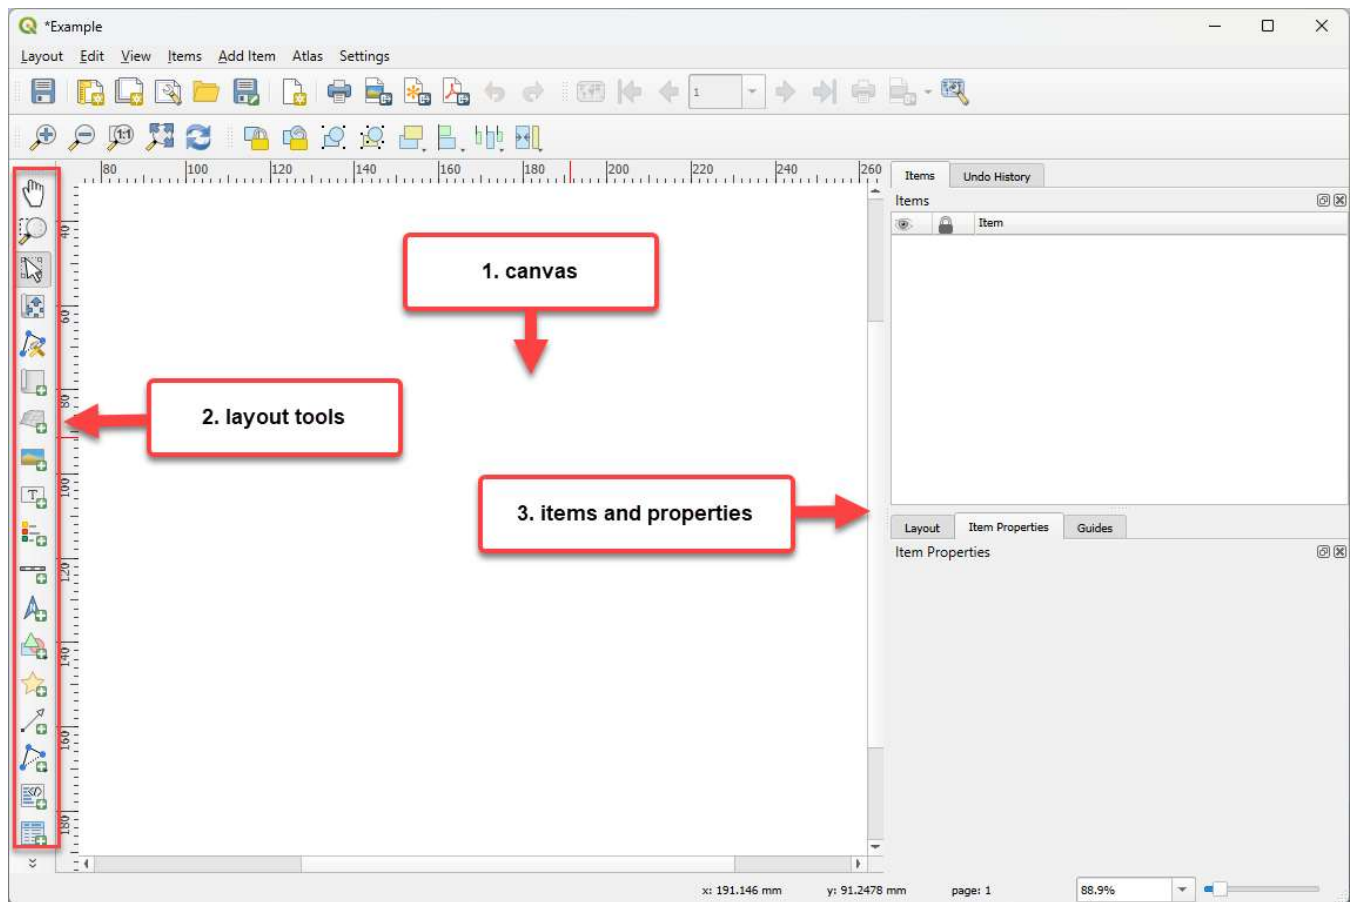 *Example
Layout Edit View Items Add Item Atlas Settings
1
1:1
80 100 120 140 160 180 200 220 240 260
Items Undo History
Items
Item
40
60
80
100
120
140
160
180
1. canvas
2. layout tools
3. items and properties
T
Layout Item Properties Guides
Item Properties
x: 191.146 mm y: 91.2478 mm page: 1 88.9%